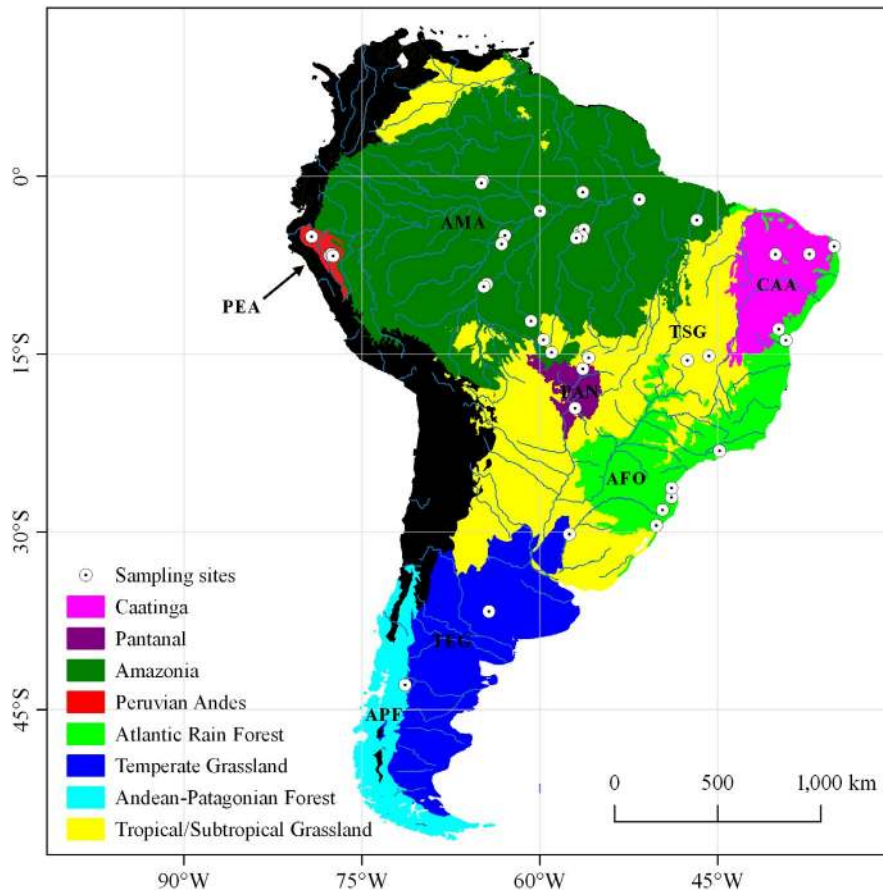 0°
15°S
30°S
45°S
90°W
75°W
60°W
45°W
AMA
PEA
CAA
TSG
PAN
AFO
TEG
APF
Sampling sites
Caatinga
Pantanal
Amazonia
Peruvian Andes
Atlantic Rain Forest
Temperate Grassland
Andean-Patagonian Forest
Tropical/Subtropical Grassland
0 500 1,000 km